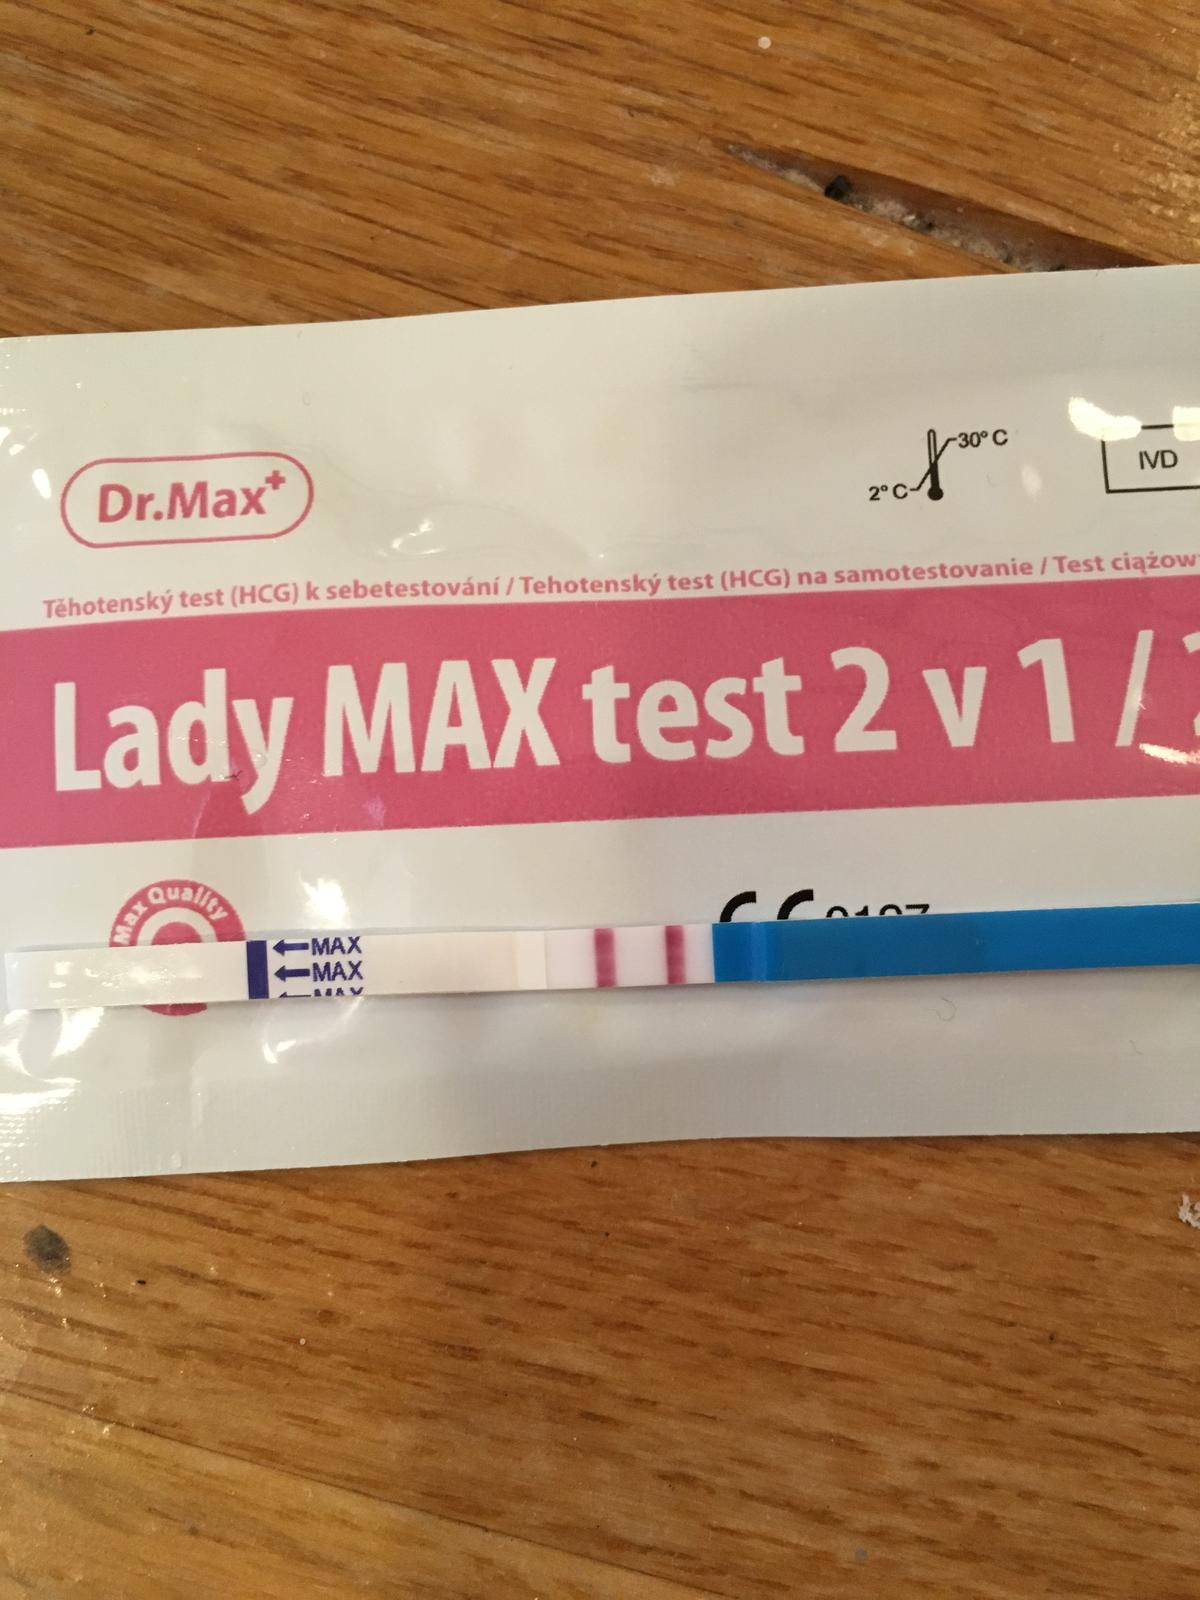 Dr.Max+
30°C
2°C
IVD
Těhotenský test (HCG) k sebetestování / Tehotenský test (HCG) na samotestovanie / Test
Lady MAX test 2 v 1 /
Max Quality
MAX
MAX
MAX